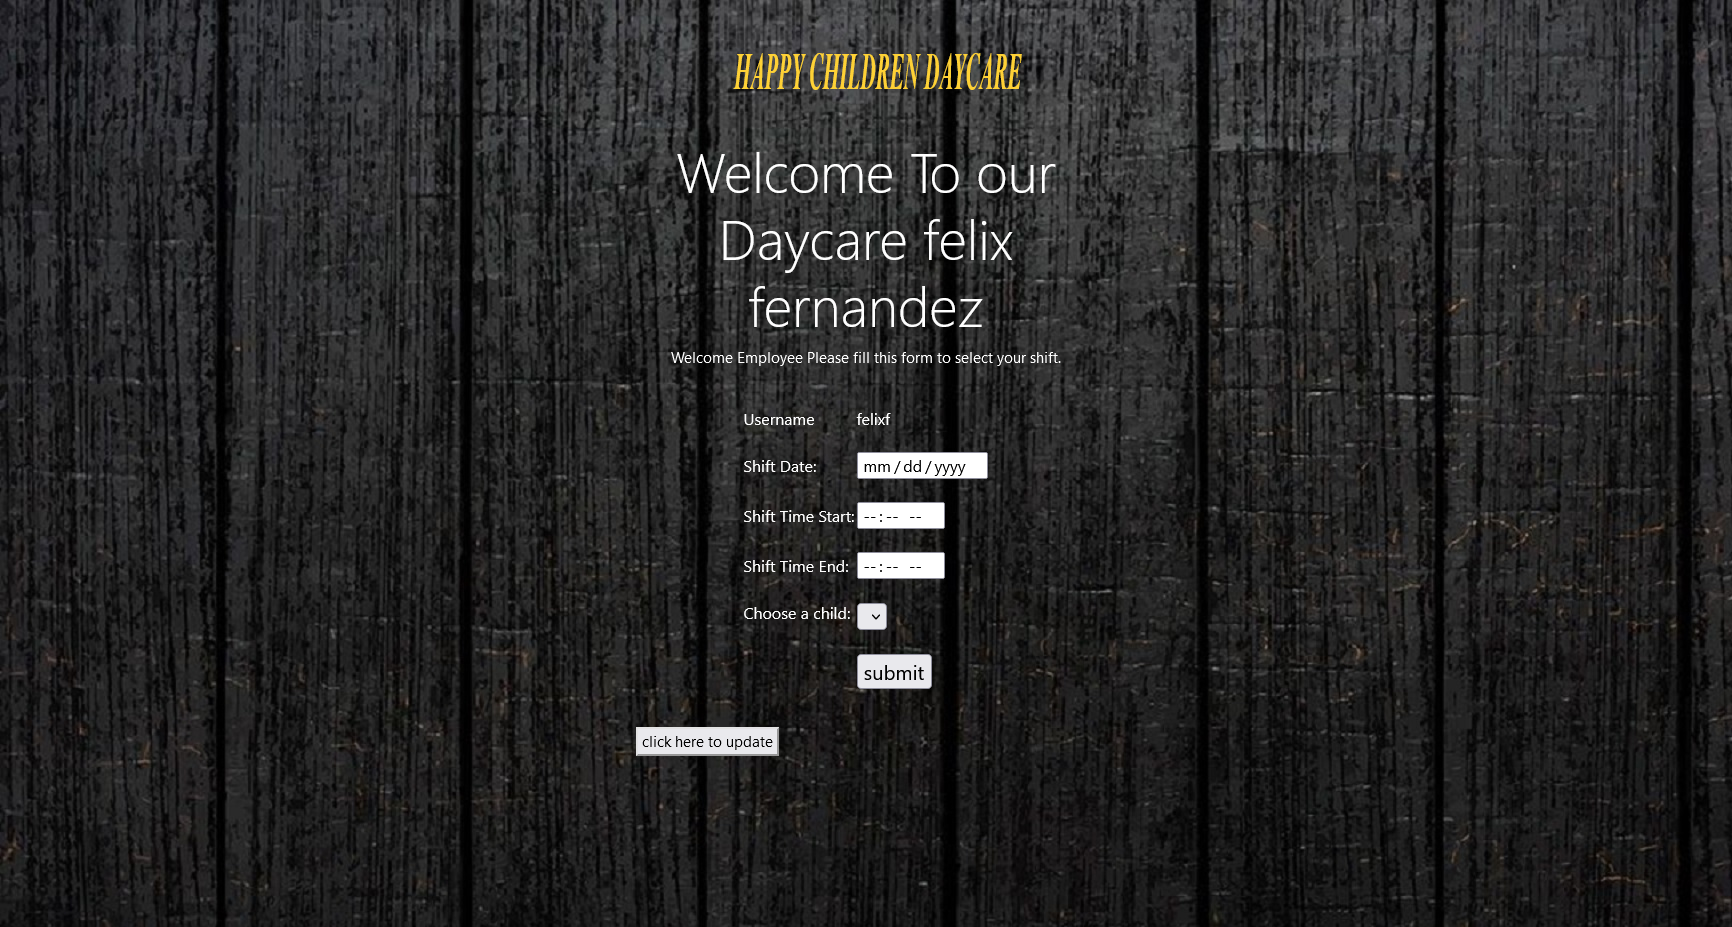 HAPPY CHILDREN DAYCARE
Welcome To our
Daycare felix
fernandez
Welcome Employee Please fill this form to select your shift.
Username felixf
Shift Date: mm/dd/yyyy
Shift Time Start: --:-- --
Shift Time End: --:-- --
Choose a child:
submit
click here to update